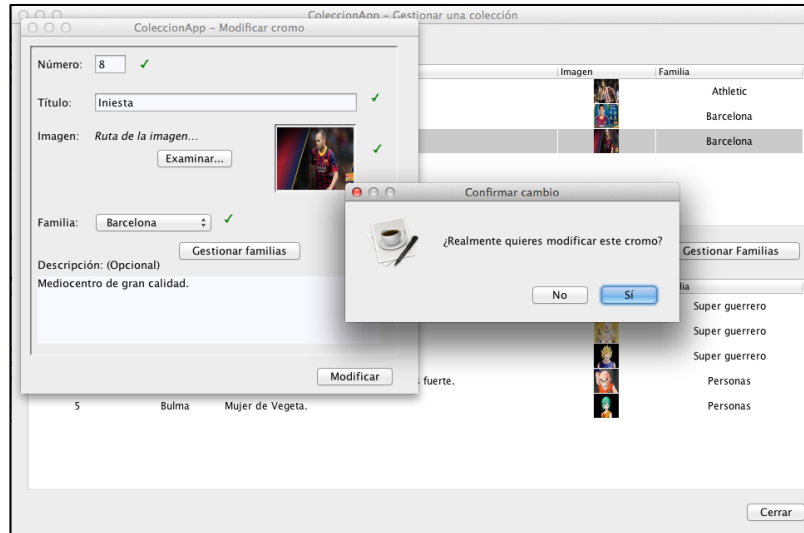 ColeccionApp – Gestionar una colección
ColeccionApp – Modificar cromo
Número: 8 ✓
Título: Iniesta ✓
Imagen: Ruta de la imagen... ✓
Examinar...
Familia: Barcelona ✓
Gestionar familias
Descripción: (Opcional)
Mediocentro de gran calidad.
Modificar
Imagen Familia
Athletic
Barcelona
Barcelona
Confirmar cambio
¿Realmente quieres modificar este cromo?
No Sí
Gestionar Familias
lia
Super guerrero
Super guerrero
Super guerrero
fuerte. Personas
5 Bulma Mujer de Vegeta. Personas
Cerrar